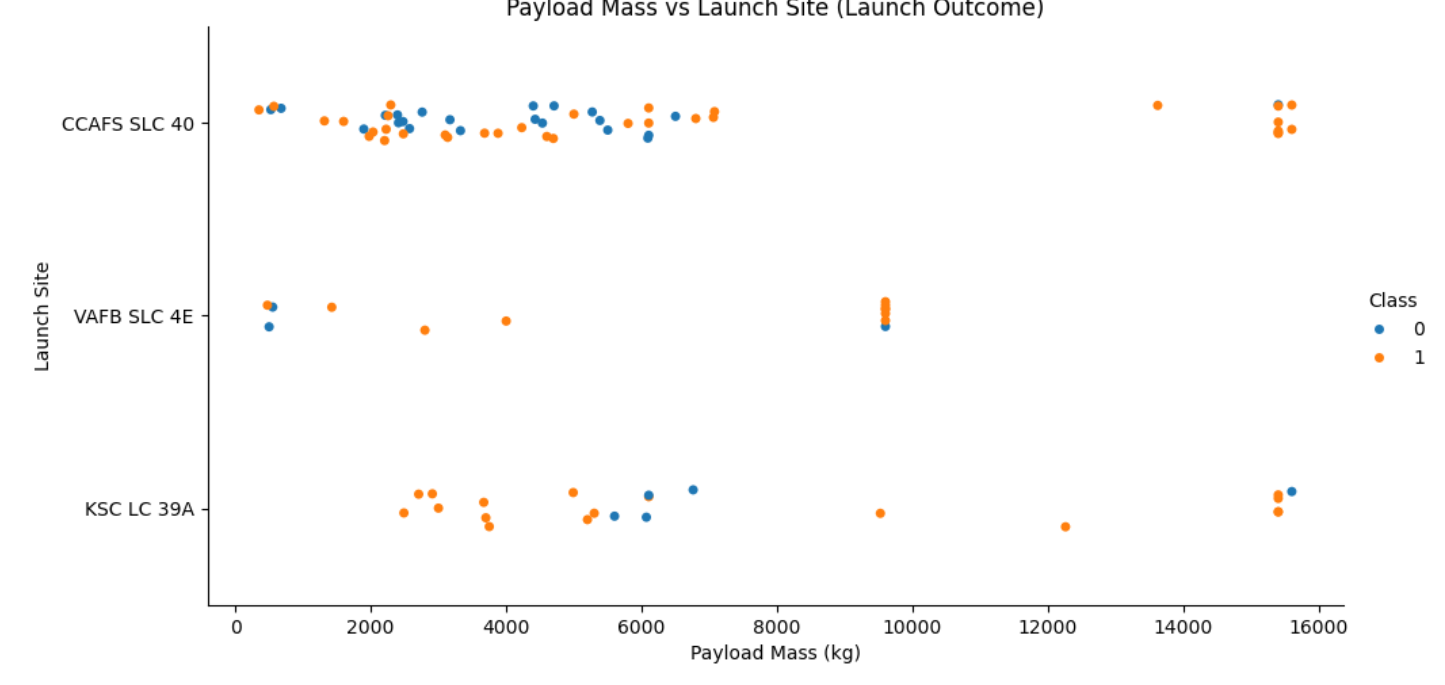 Payload Mass vs Launch Site (Launch Outcome)
CCAFS SLC 40
VAFB SLC 4E
KSC LC 39A
Launch Site
0 2000 4000 6000 8000 10000 12000 14000 16000
Payload Mass (kg)
Class
0
1